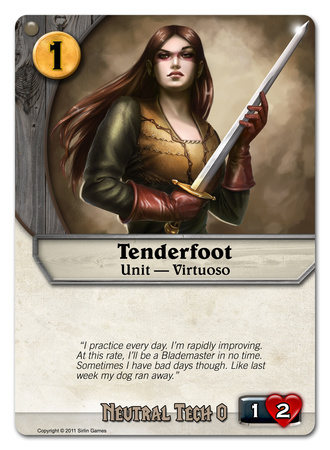 1
Tenderfoot
Unit — Virtuoso
“I practice every day. I’m rapidly improving.
At this rate, I’ll be a Blademaster in no time.
Sometimes I have bad days though. Like last
week my dog ran away.”
Neutral Tech 0
1 2
Copyright © 2011 Sirlin Games